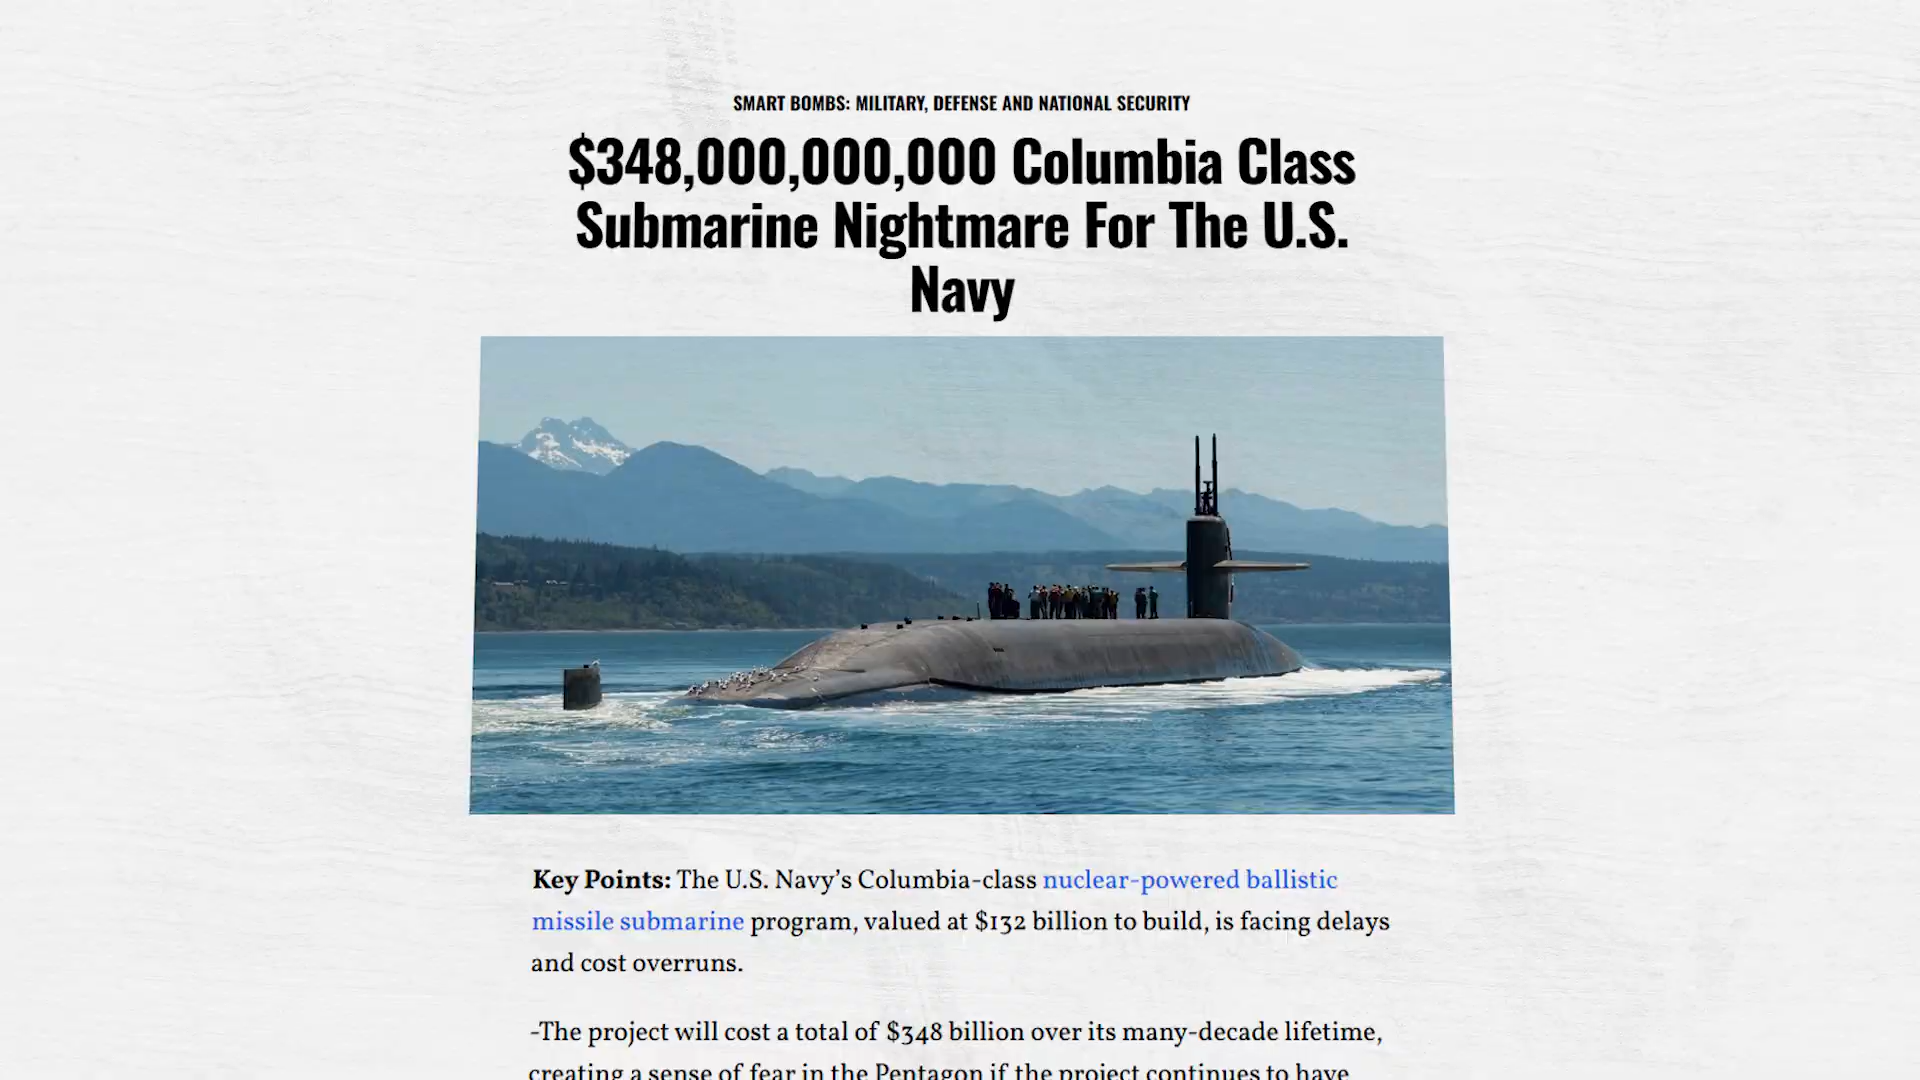 SMART BOMBS: MILITARY, DEFENSE AND NATIONAL SECURITY
$348,000,000,000 Columbia Class
Submarine Nightmare For The U.S.
Navy
Key Points: The U.S. Navy’s Columbia-class nuclear-powered ballistic
missile submarine program, valued at $132 billion to build, is facing delays
and cost overruns.
-The project will cost a total of $348 billion over its many-decade lifetime,
creating a sense of fear in the Pentagon if the project continues to have